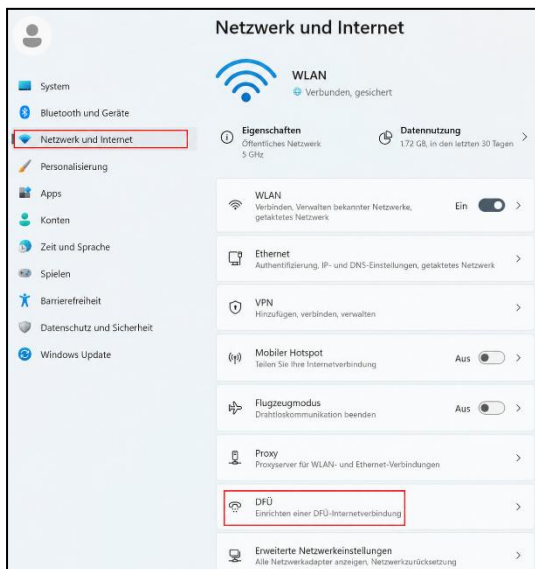 Netzwerk und Internet
WLAN
Verbunden, gesichert
Eigenschaften
Öffentliches Netzwerk
5 GHz
Datennutzung
1.72 GB, in den letzten 30 Tagen
System
Bluetooth und Geräte
Netzwerk und Internet
Personalisierung
Apps
Konten
Zeit und Sprache
Spielen
Barrierefreiheit
Datenschutz und Sicherheit
Windows Update
WLAN
Verbinden, Verwalten bekannter Netzwerke,
getaktetes Netzwerk
Ein
Ethernet
Authentifizierung, IP- und DNS-Einstellungen, getaktetes Netzwerk
VPN
Hinzufügen, verbinden, verwalten
Mobiler Hotspot
Teilen Sie Ihre Internetverbindung
Aus
Flugzeugmodus
Drahtloskommunikation beenden
Aus
Proxy
Proxyserver für WLAN- und Ethernet-Verbindungen
DFÜ
Einrichten einer DFÜ-Internetverbindung
Erweiterte Netzwerkeinstellungen
Alle Netzwerkadapter anzeigen, Netzwerkzurücksetzung